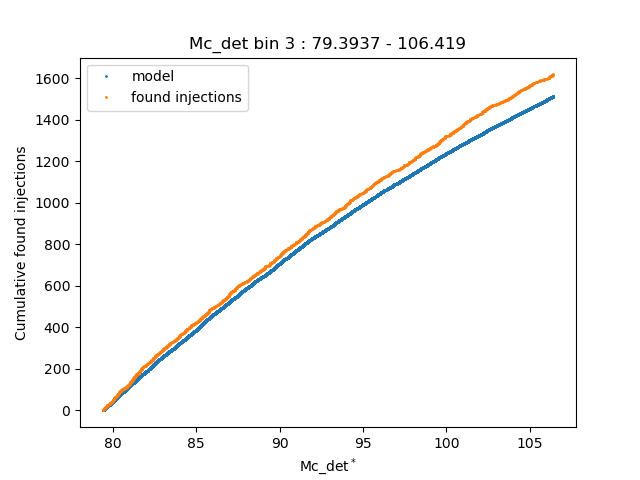 Mc_det bin 3 : 79.3937 - 106.419
model
found injections
Cumulative found injections
1600
1400
1200
1000
800
600
400
200
0
80 85 90 95 100 105
Mc_det*